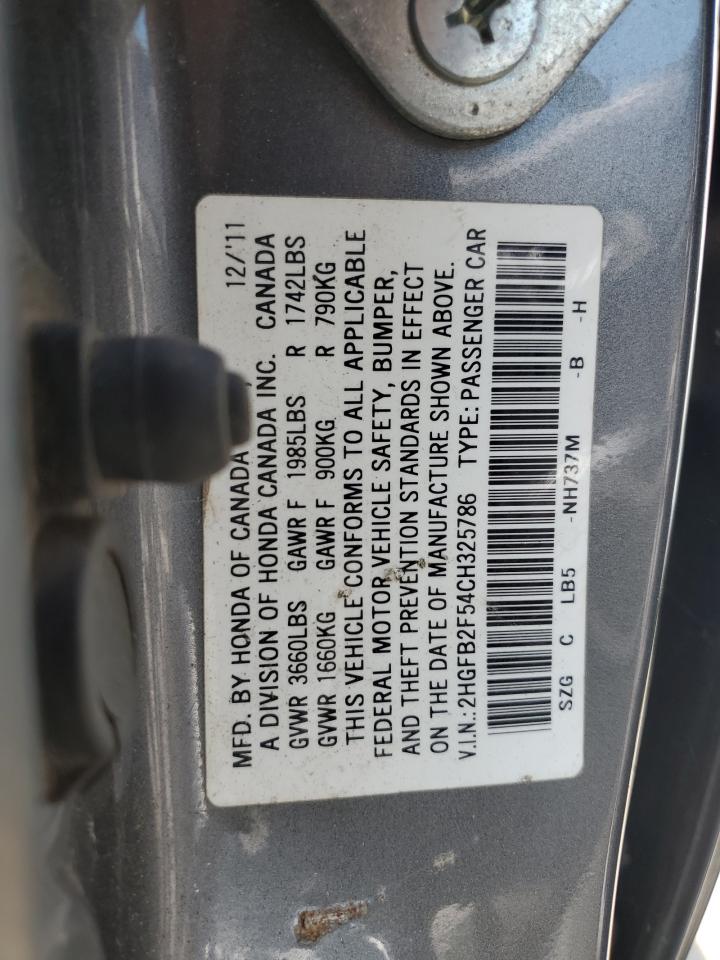 MFD. BY HONDA OF CANADA 12/'11
A DIVISION OF HONDA CANADA INC. CANADA
GVWR 3660LBS GAWR F 1985LBS R 1742LBS
GVWR 1660KG GAWR F 900KG R 790KG
THIS VEHICLE CONFORMS TO ALL APPLICABLE
FEDERAL MOTOR VEHICLE SAFETY, BUMPER,
AND THEFT PREVENTION STANDARDS IN EFFECT
ON THE DATE OF MANUFACTURE SHOWN ABOVE.
V.I.N.: 2HGFB2F54CH325786 TYPE: PASSENGER CAR
SZG C LB5 -NH737M -B -H